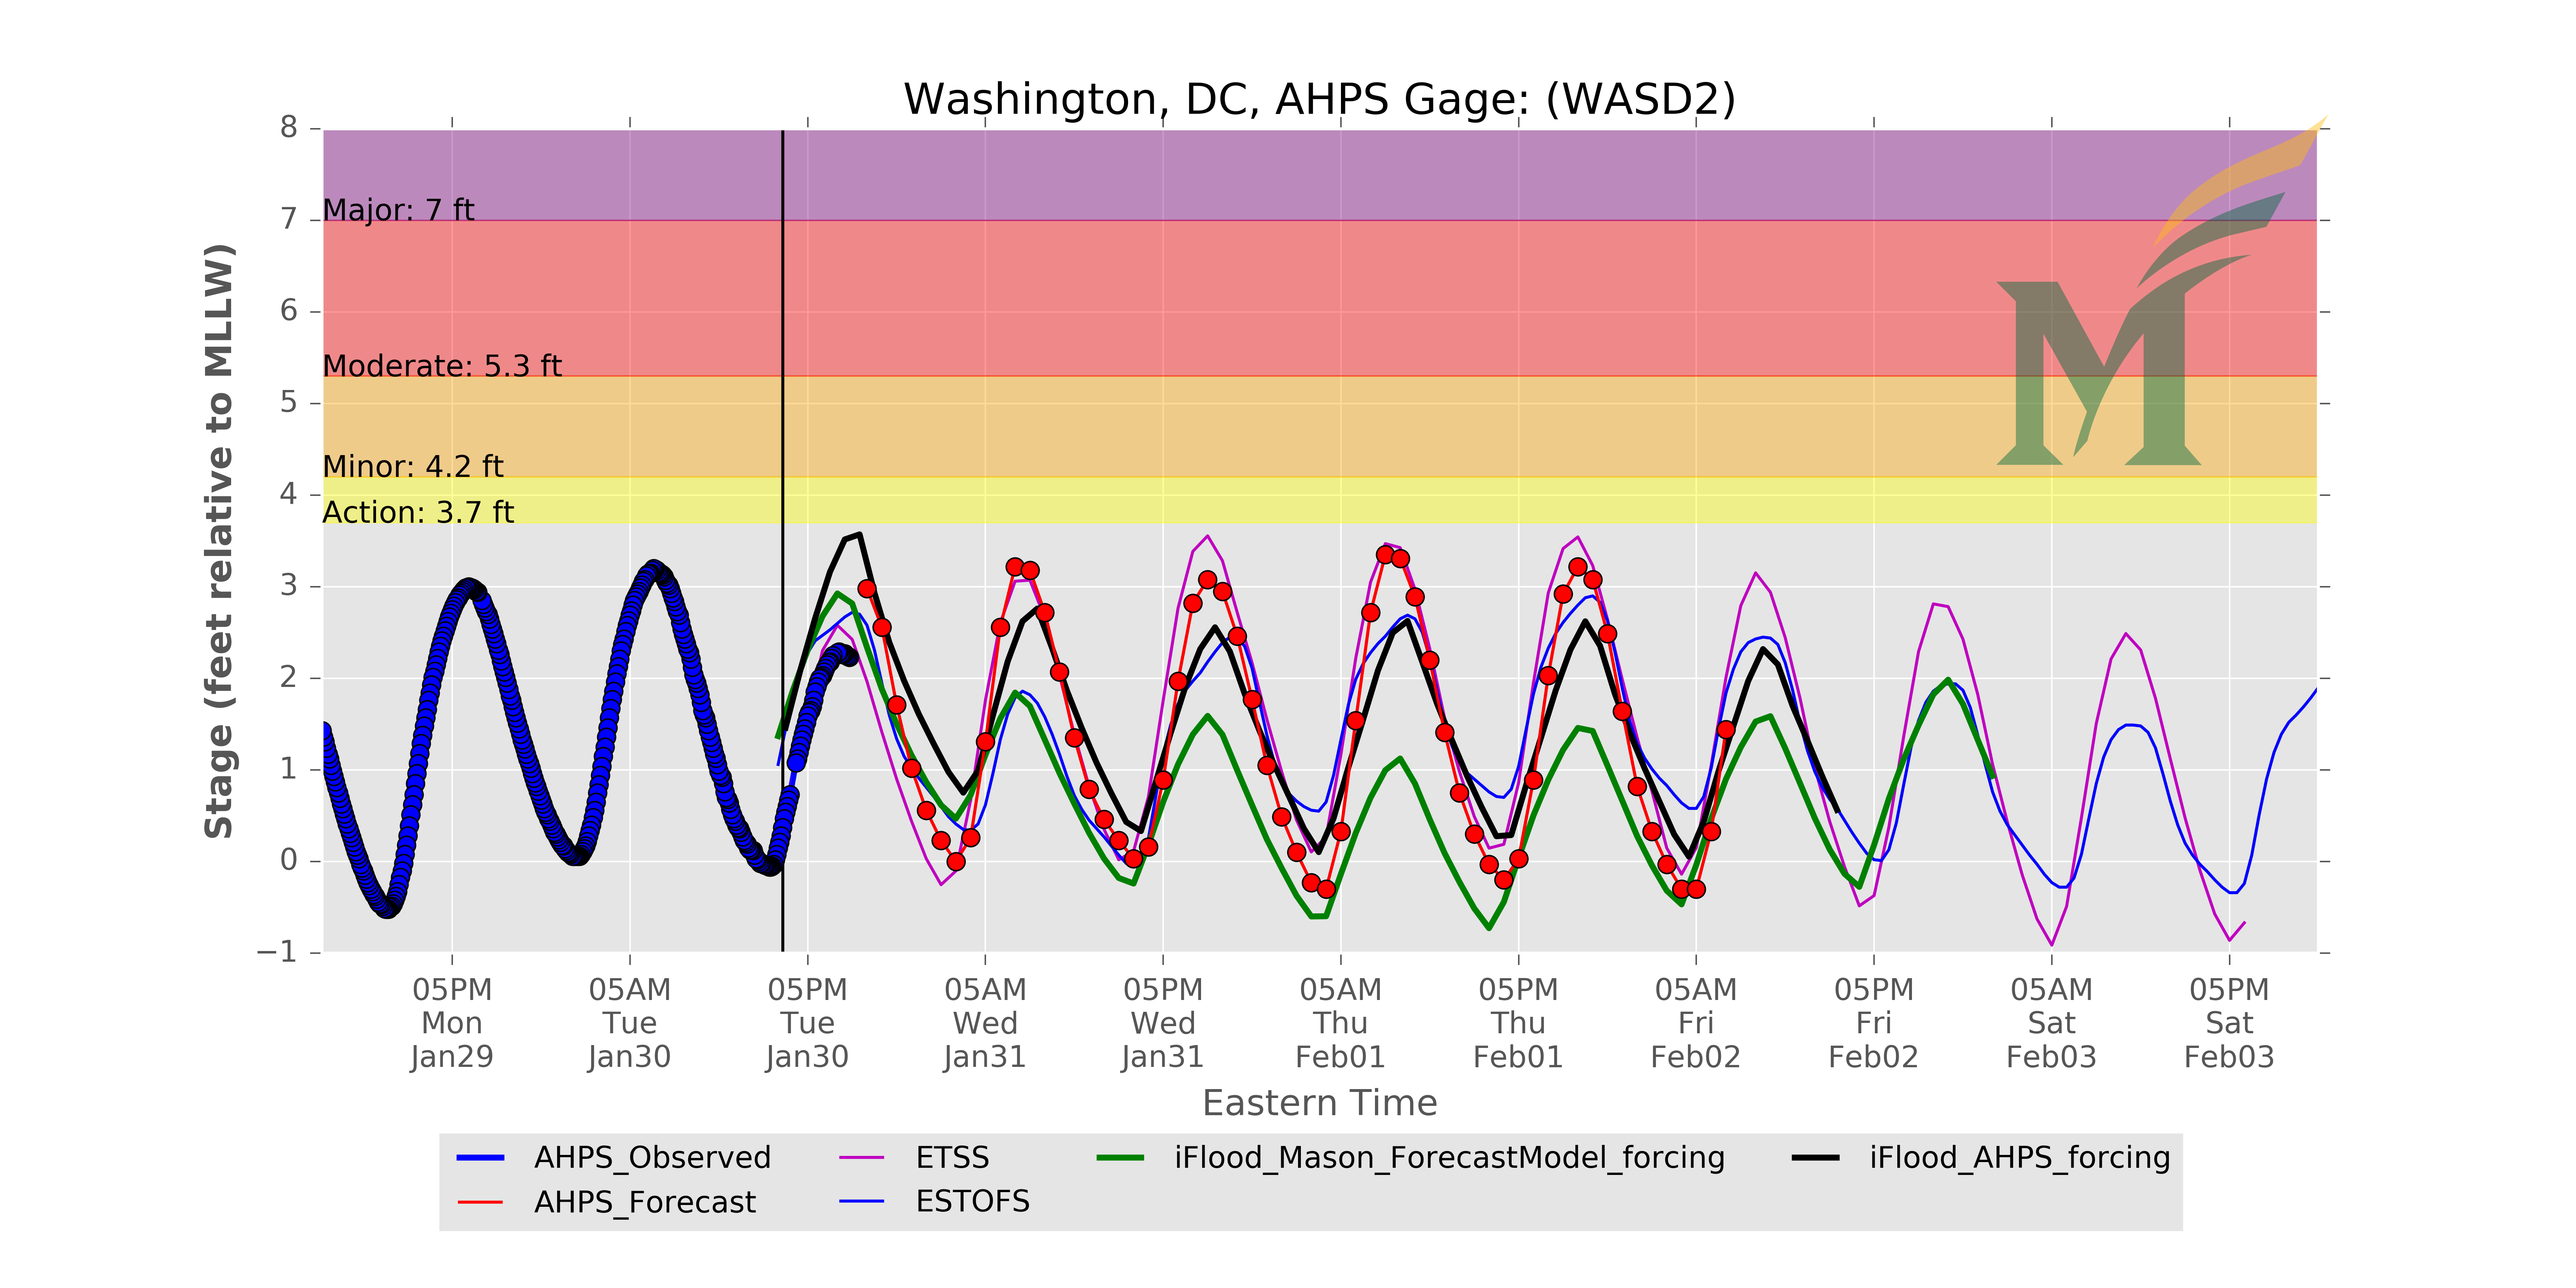 Washington, DC, AHPS Gage: (WASD2)
Stage (feet relative to MLLW)
8
7
6
5
4
3
2
1
0
−1
Major: 7 ft
Moderate: 5.3 ft
Minor: 4.2 ft
Action: 3.7 ft
M
05PM
Mon
Jan29
05AM
Tue
Jan30
05PM
Tue
Jan30
05AM
Wed
Jan31
05PM
Wed
Jan31
05AM
Thu
Feb01
05PM
Thu
Feb01
05AM
Fri
Feb02
05PM
Fri
Feb02
05AM
Sat
Feb03
05PM
Sat
Feb03
Eastern Time
AHPS_Observed
AHPS_Forecast
ETSS
ESTOFS
iFlood_Mason_ForecastModel_forcing
iFlood_AHPS_forcing